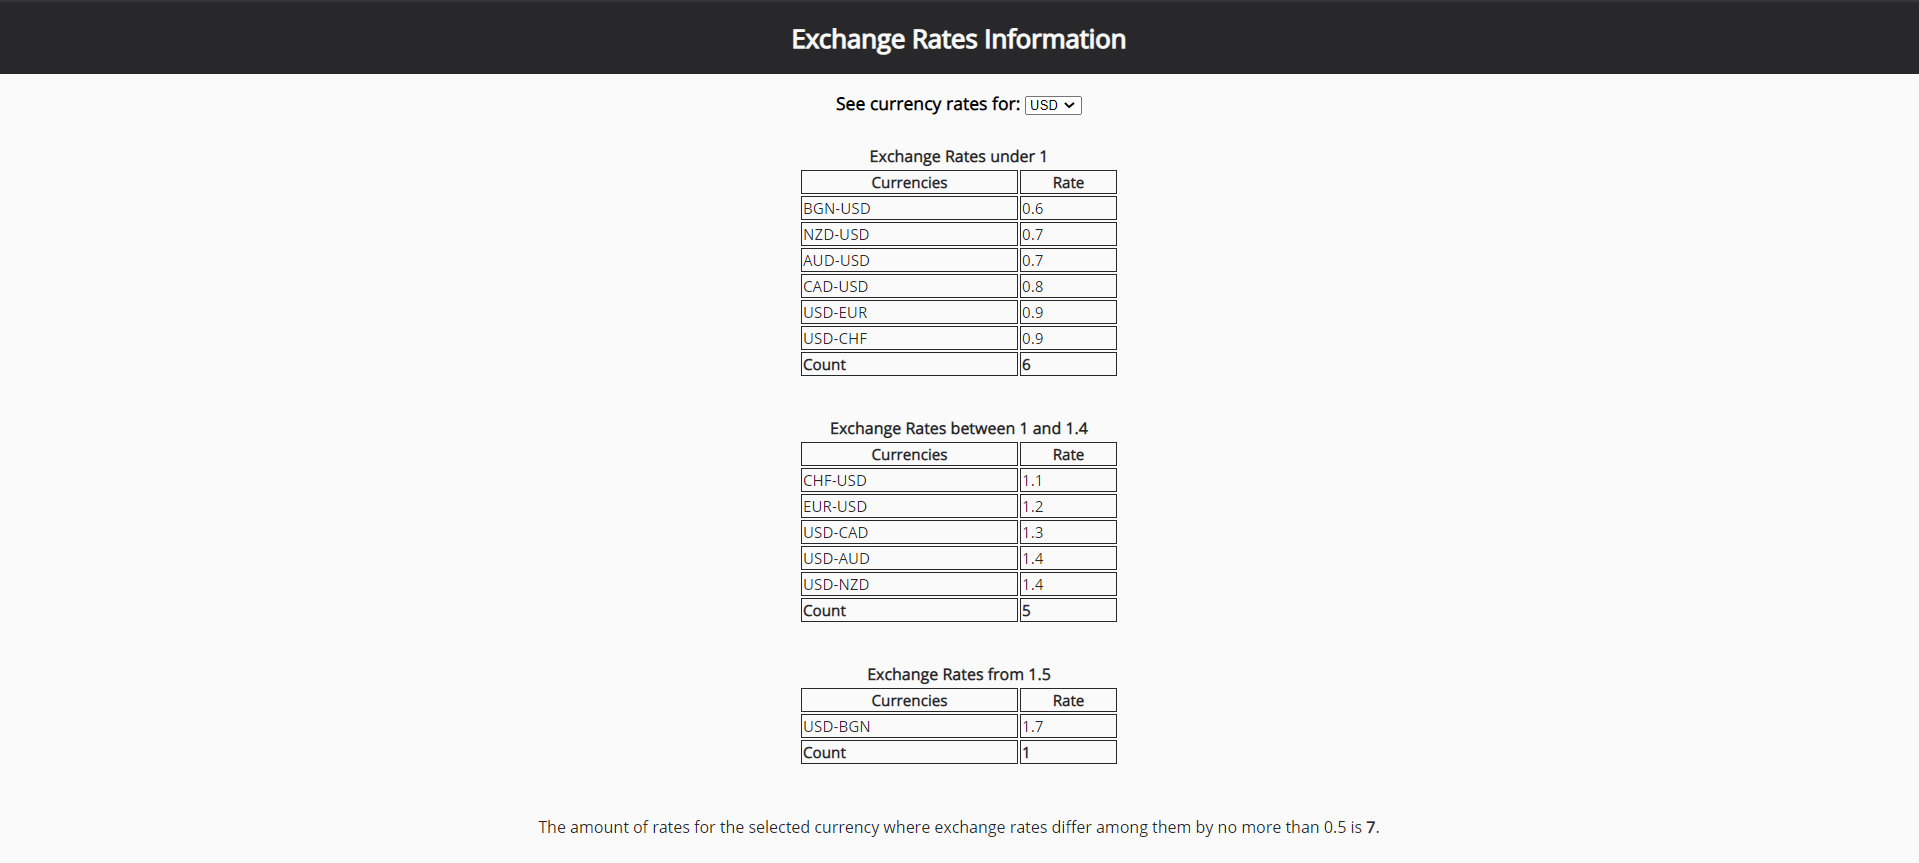 Exchange Rates Information
See currency rates for: USD
Exchange Rates under 1
Currencies Rate
BGN-USD 0.6
NZD-USD 0.7
AUD-USD 0.7
CAD-USD 0.8
USD-EUR 0.9
USD-CHF 0.9
Count 6
Exchange Rates between 1 and 1.4
Currencies Rate
CHF-USD 1.1
EUR-USD 1.2
USD-CAD 1.3
USD-AUD 1.4
USD-NZD 1.4
Count 5
Exchange Rates from 1.5
Currencies Rate
USD-BGN 1.7
Count 1
The amount of rates for the selected currency where exchange rates differ among them by no more than 0.5 is 7.